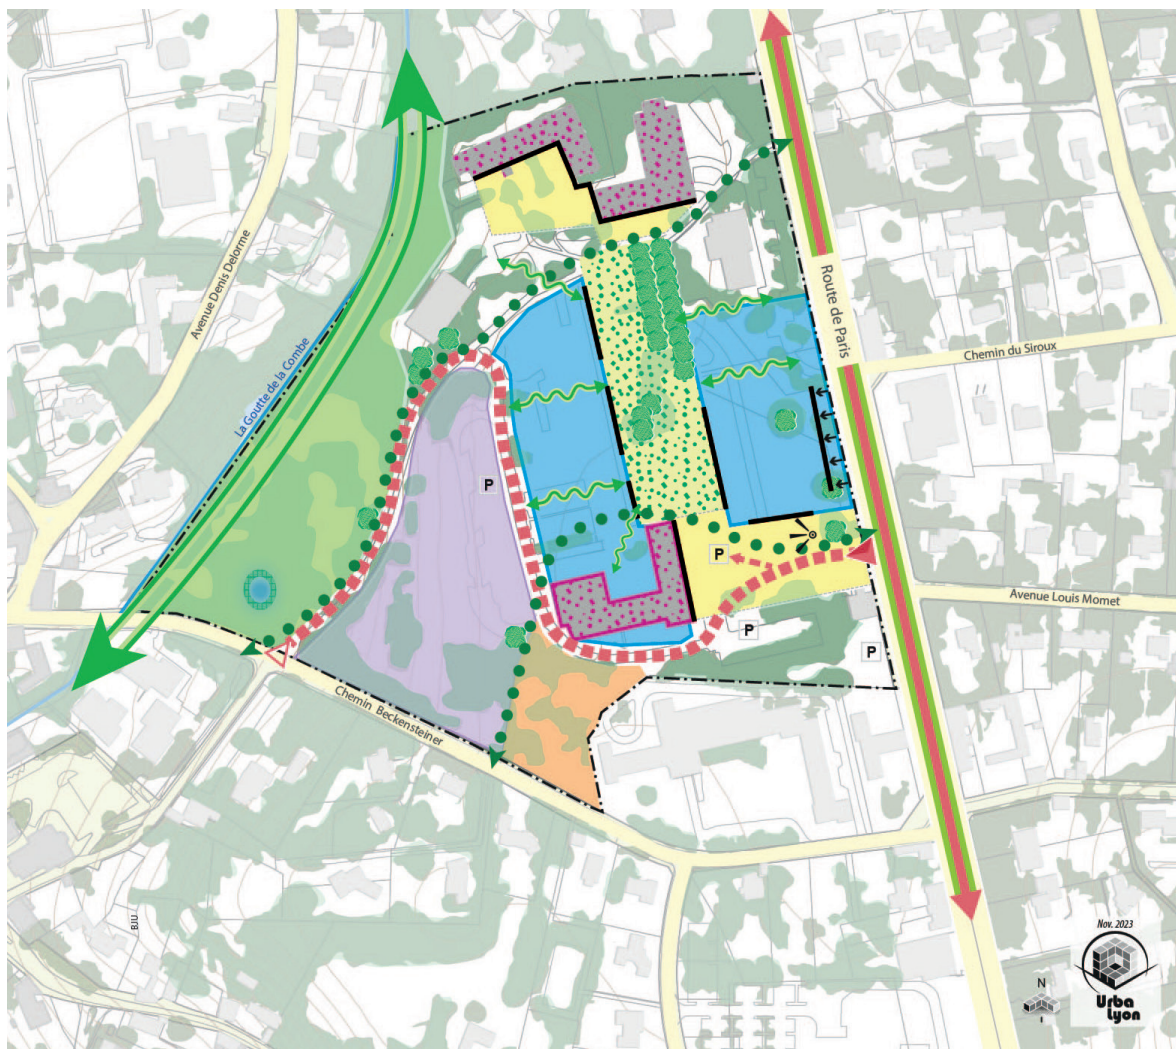 Avenue Denis Delorme
La Goutte de la Combe
Route de Paris
Chemin du Siroux
P
P
Avenue Louis Momet
P
P
Chemin Beckensteiner
BJU
Nov. 2023
N
Urba
Lyon